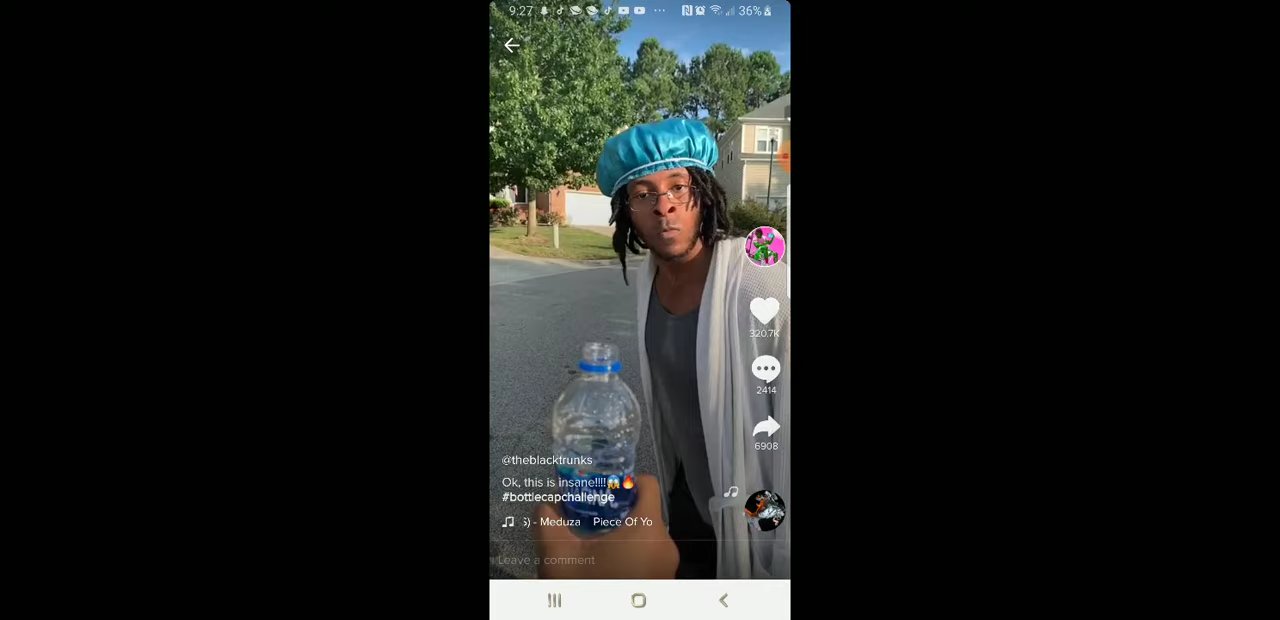 9:27
36%
320.7K
2414
6908
@theblacktrunks
Ok, this is insane!!!!😱🔥
#bottlecapchallenge
S) - Meduza Piece Of Yo
Leave a comment